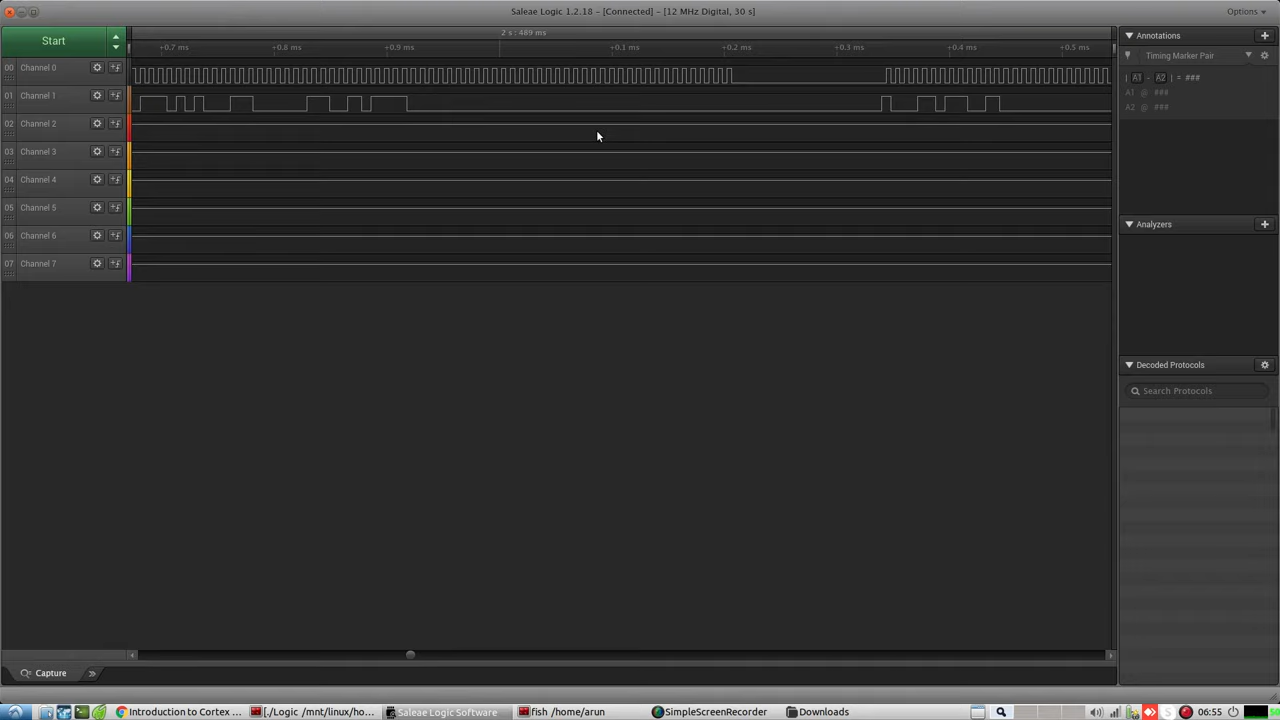 Saleae Logic 1.2.18 – [Connected] – [12 MHz Digital, 30 s]
Options
Start
2 s : 489 ms
+0.7 ms +0.8 ms +0.9 ms +0.1 ms +0.2 ms +0.3 ms +0.4 ms +0.5 ms
00 Channel 0
01 Channel 1
02 Channel 2
03 Channel 3
04 Channel 4
05 Channel 5
06 Channel 6
07 Channel 7
Annotations
Timing Marker Pair
| A1 - A2 | = ###
A1 @ ###
A2 @ ###
Analyzers
Decoded Protocols
Search Protocols
Capture
Introduction to Cortex ... [./Logic /mnt/linux/ho... Saleae Logic Software fish /home/arun SimpleScreenRecorder Downloads 06:55